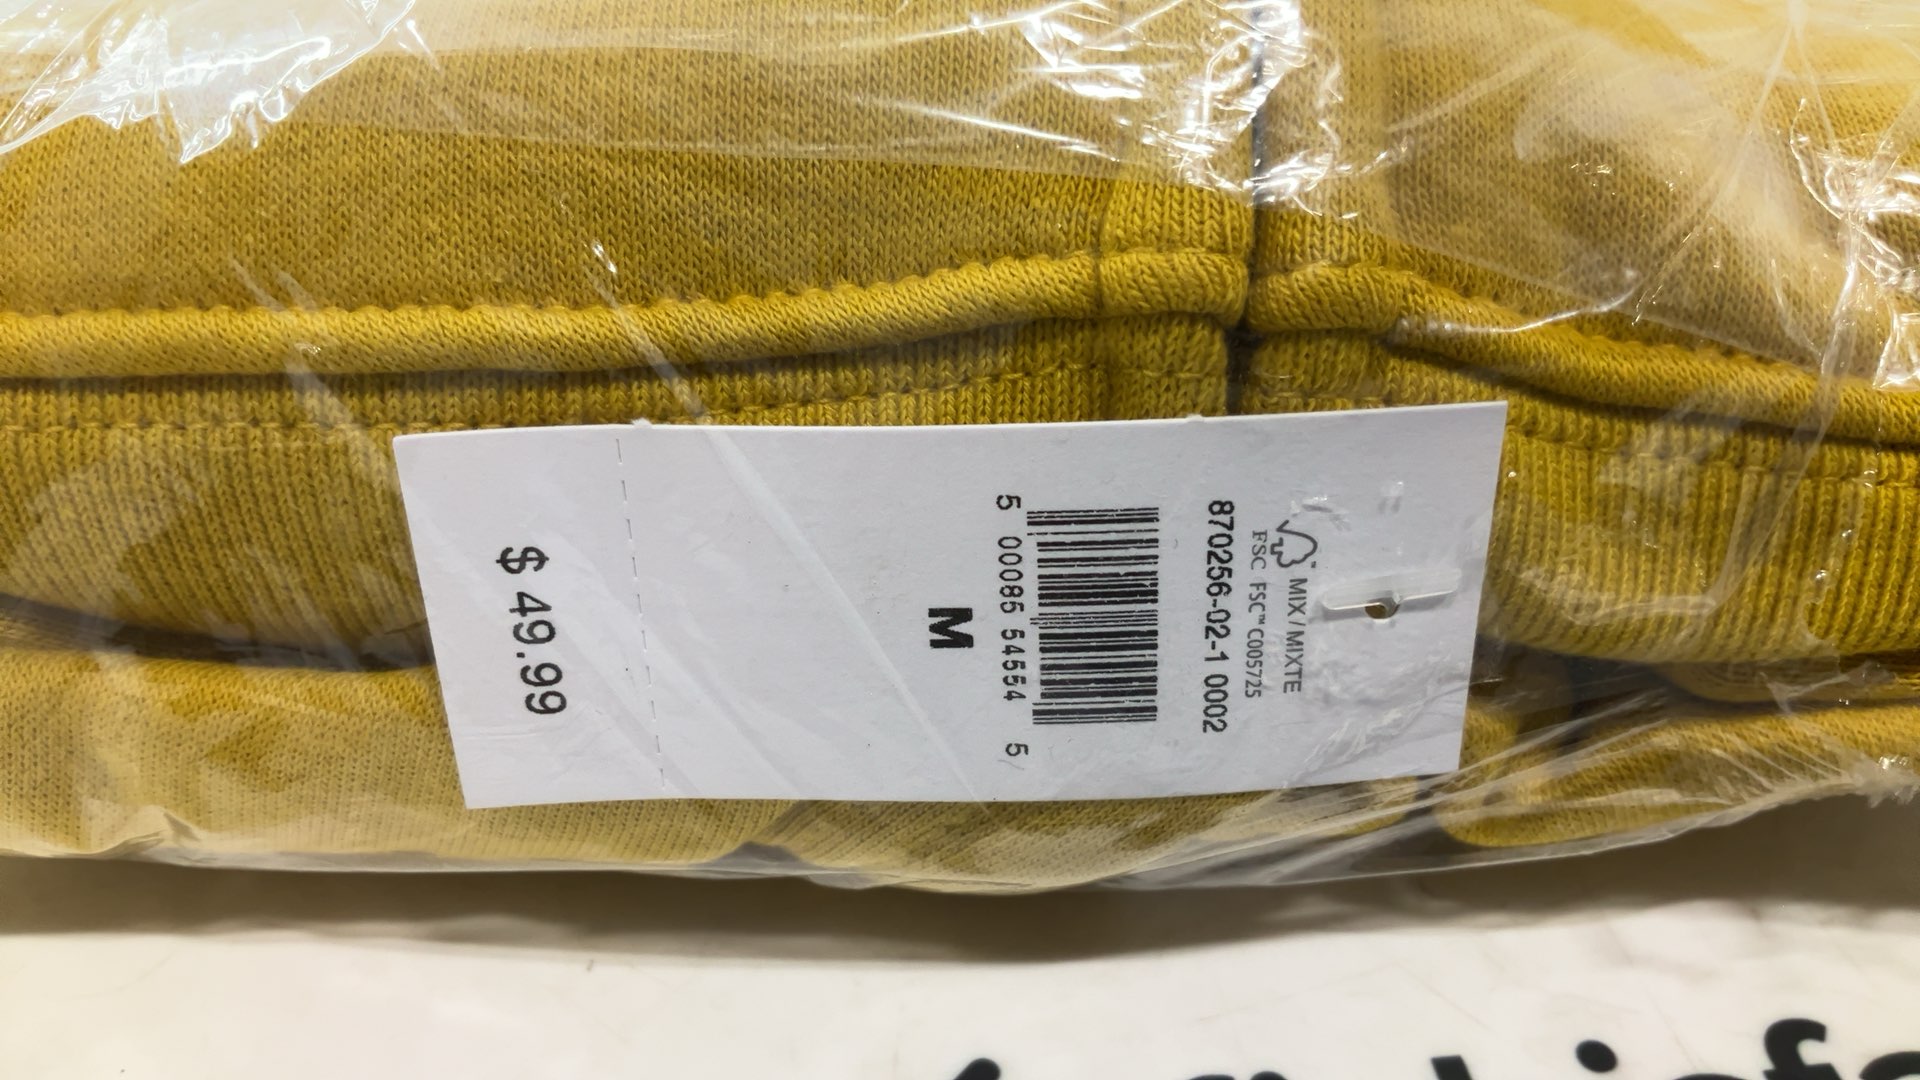 MIX / MIXTE
FSC FSC™ C005725
870256-02-1 0002
5 00085 54554 5
M
$ 49.99